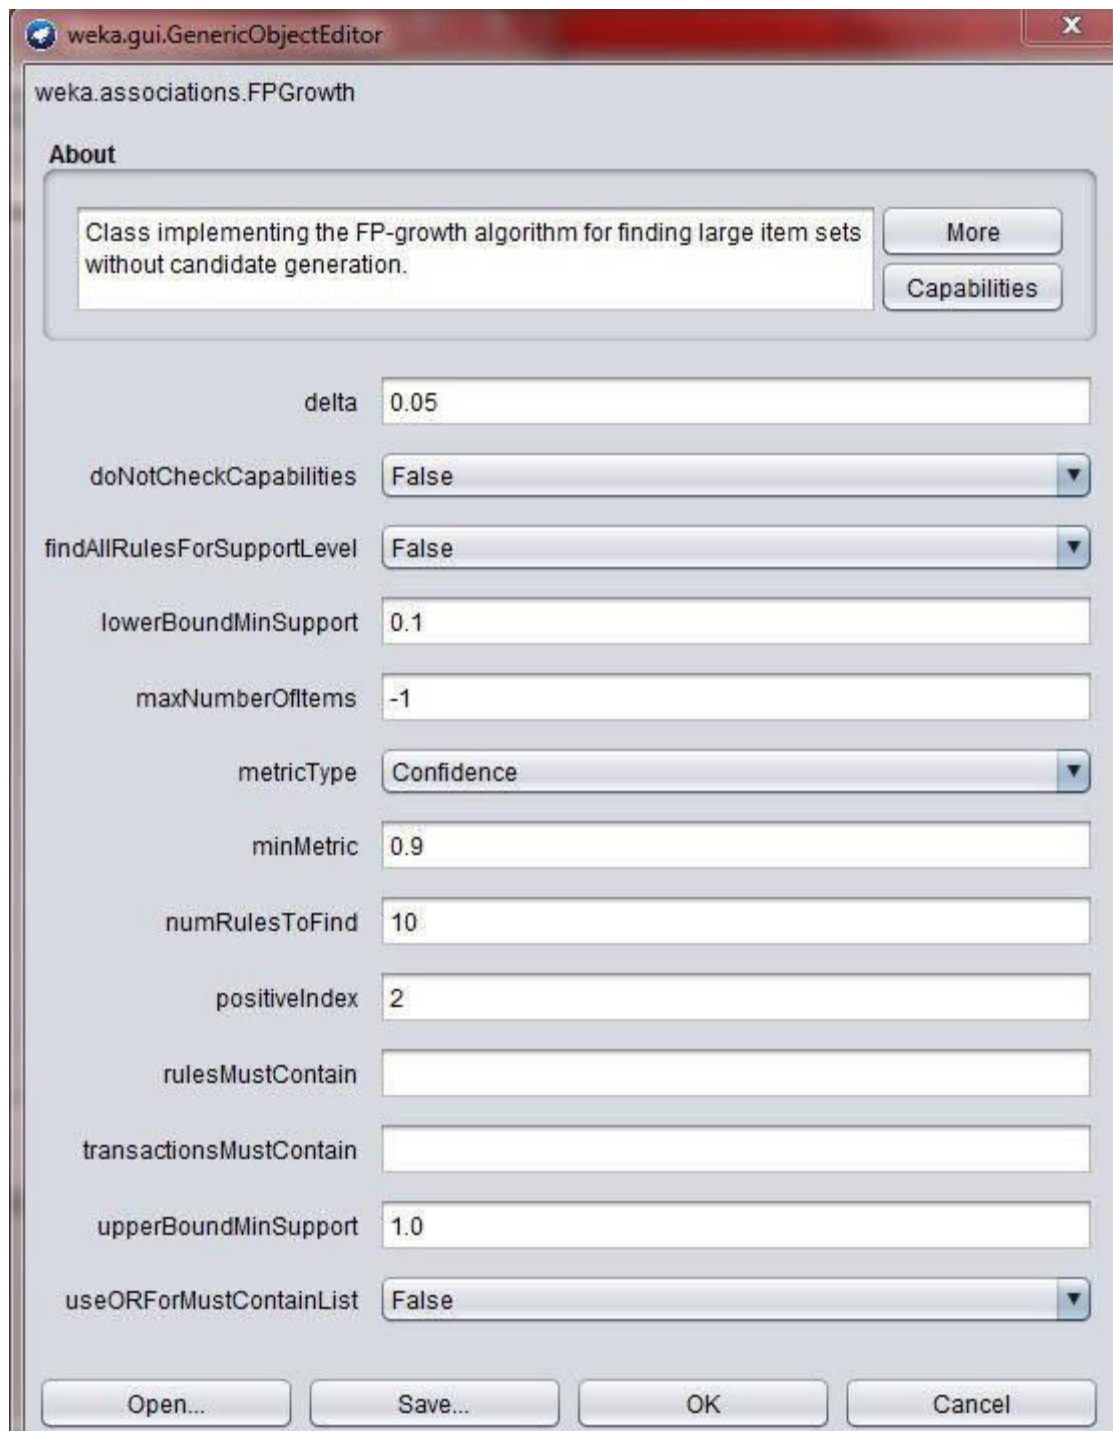 weka.gui.GenericObjectEditor
weka.associations.FPGrowth
About
Class implementing the FP-growth algorithm for finding large item sets
without candidate generation.
More
Capabilities
delta 0.05
doNotCheckCapabilities False
findAllRulesForSupportLevel False
lowerBoundMinSupport 0.1
maxNumberOfItems -1
metricType Confidence
minMetric 0.9
numRulesToFind 10
positiveIndex 2
rulesMustContain
transactionsMustContain
upperBoundMinSupport 1.0
useORForMustContainList False
Open... Save... OK Cancel